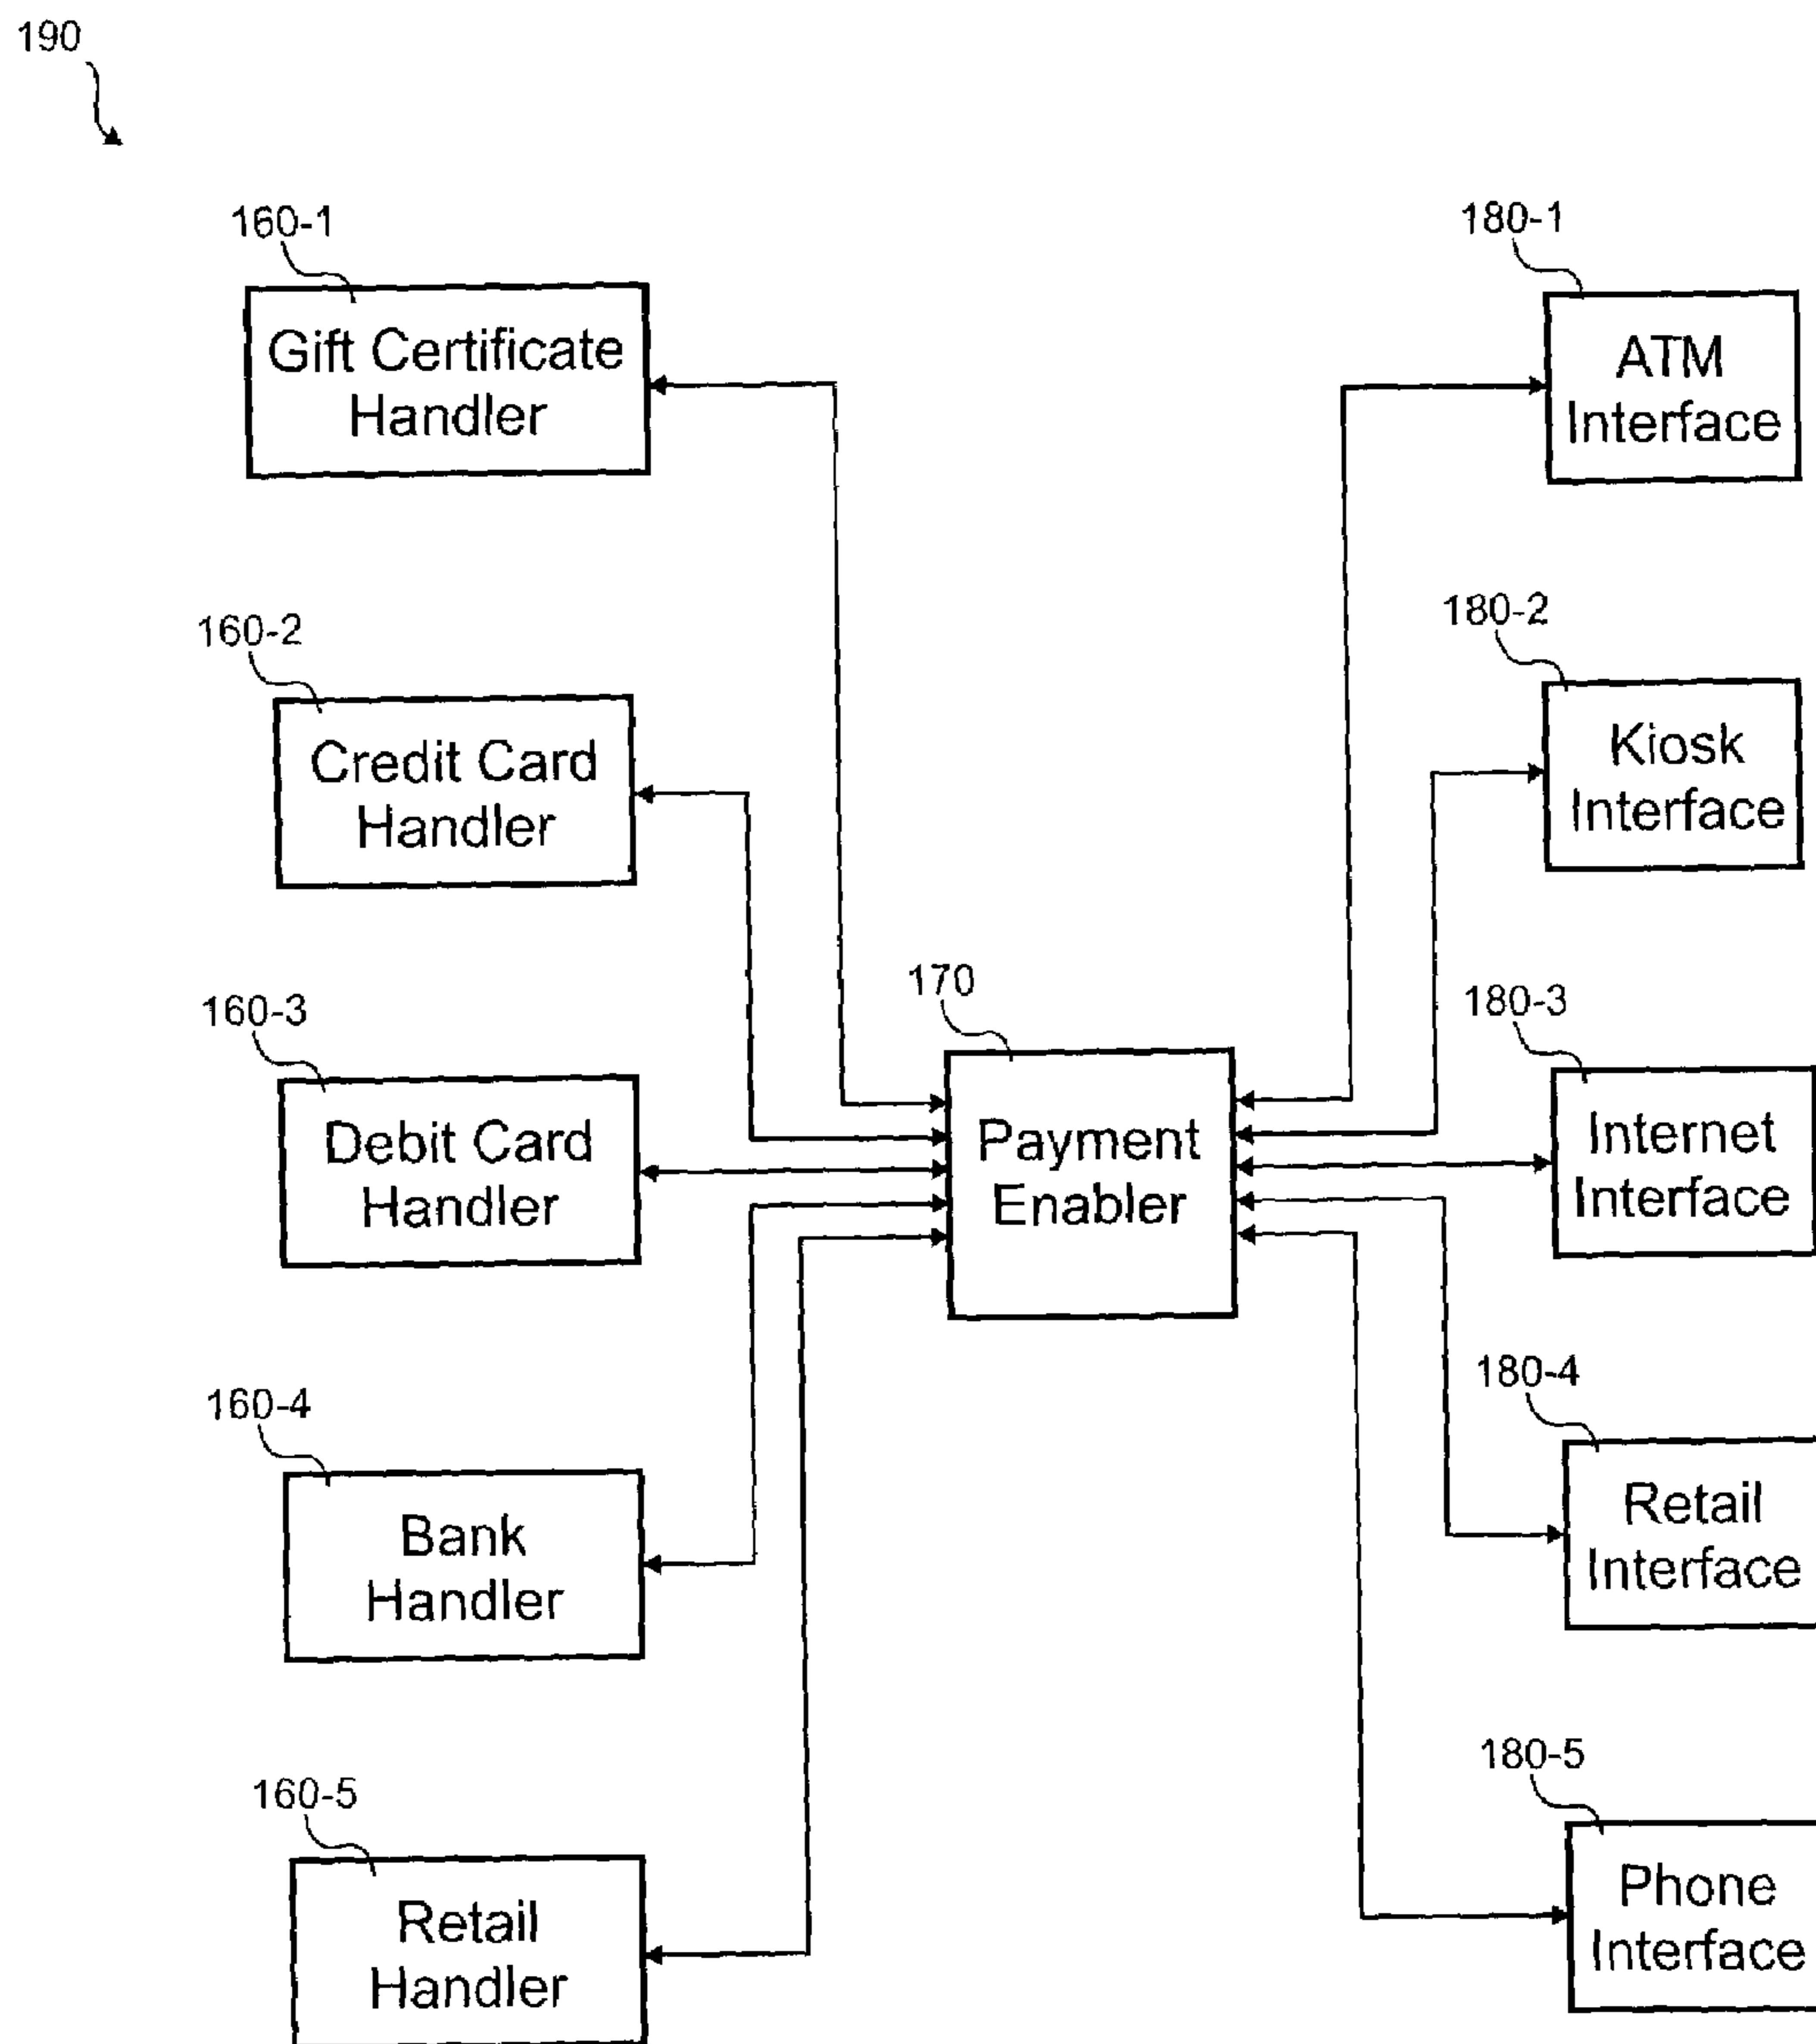 190
160-1
Gift Certificate
Handler
180-1
ATM
Interface
160-2
Credit Card
Handler
180-2
Kiosk
Interface
160-3
Debit Card
Handler
170
Payment
Enabler
180-3
Internet
Interface
160-4
Bank
Handler
180-4
Retail
Interface
160-5
Retail
Handler
180-5
Phone
Interface